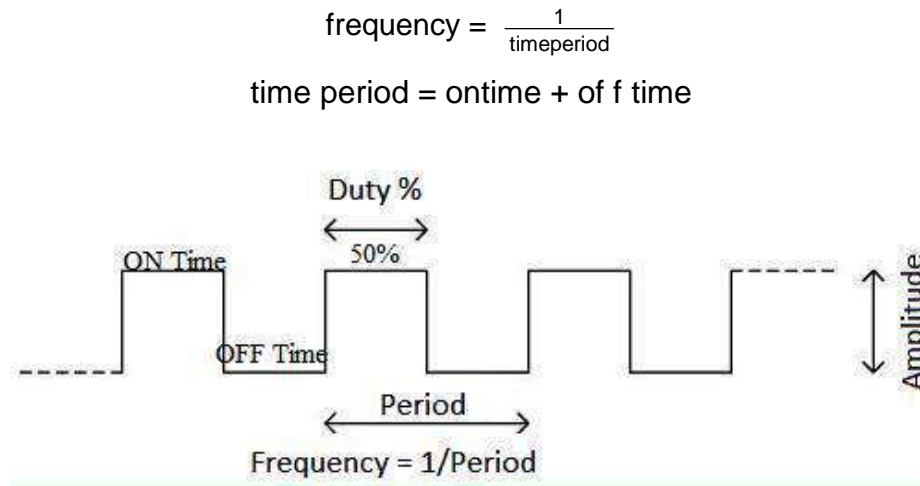 frequency = 1/timeperiod
time period = ontime + of f time
Duty %
50%
ON Time
OFF Time
Amplitude
Period
Frequency = 1/Period